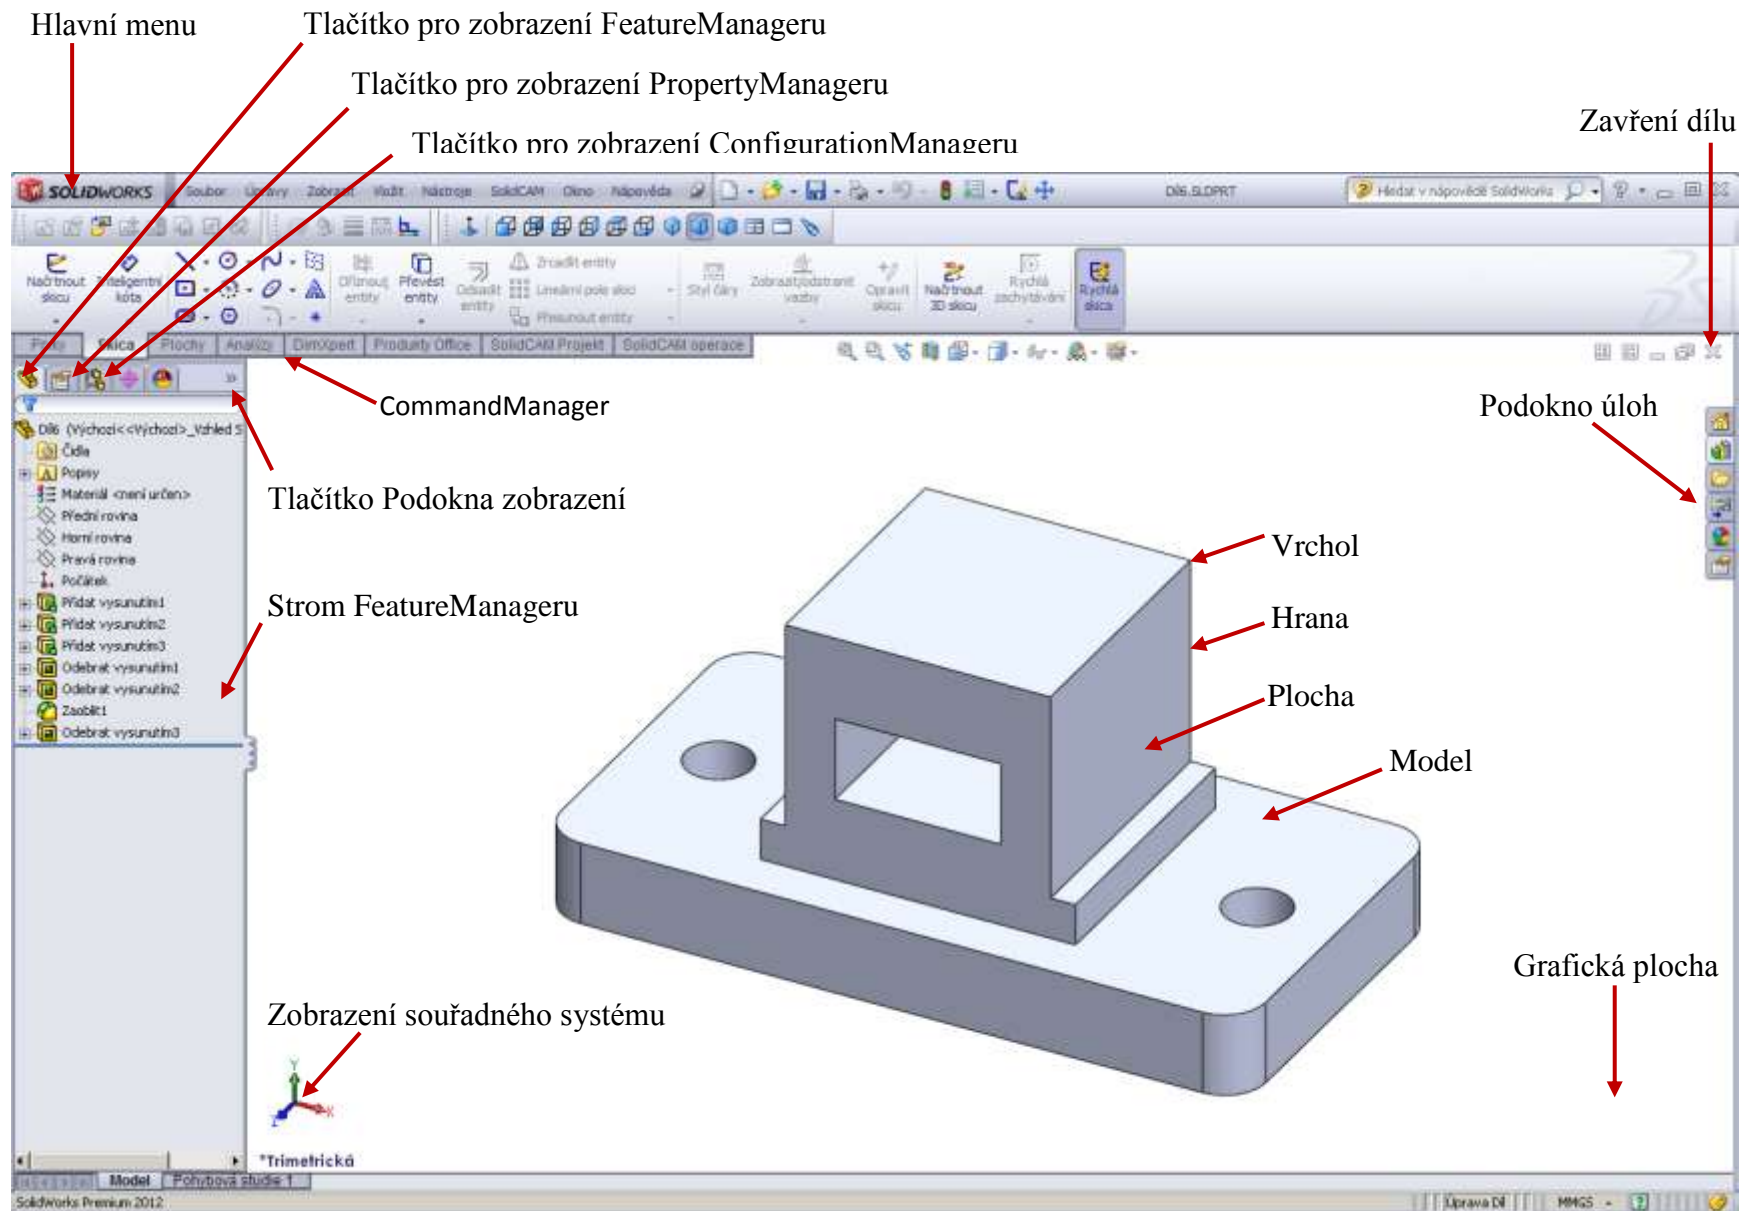 Hlavní menu
Tlačítko pro zobrazení FeatureManageru
Tlačítko pro zobrazení PropertyManageru
Zavření dílu
Tlačítko pro zobrazení ConfigurationManageru
SOLIDWORKS Soubor Úpravy Zobrazit Vložit Nástroje SolidCAM Okno Nápověda Díl6.SLDPRT Hledat v nápovědě SolidWorks
Načrtnout skicu
Inteligentní kóta
Oříznout entity
Převést entity
Odsadit entity
Zrcadlit entity
Lineární pole skici
Přesunout entity
Styl čáry
Zobrazit/odstranit vazby
Opravit skicu
Načrtnout 3D skicu
Rychlá zachytávání
Rychlá skica
Prvky Skica Plochy Analýzy DimXpert Produkty Office SolidCAM Projekt SolidCAM operace
CommandManager
Podokno úloh
Díl6 (Výchozí<<Výchozí>_Vzhled S
Čidla
Popisy
Materiál <není určen>
Přední rovina
Horní rovina
Pravá rovina
Počátek
Přidat vysunutím1
Přidat vysunutím2
Přidat vysunutím3
Odebrat vysunutím1
Odebrat vysunutím2
Zaoblit1
Odebrat vysunutím3
Tlačítko Podokna zobrazení
Strom FeatureManageru
Vrchol
Hrana
Plocha
Model
Grafická plocha
Zobrazení souřadného systému
Y
X
Z
*Trimetrická
Model Pohybová studie 1
SolidWorks Premium 2012 Úprava Díl MMGS